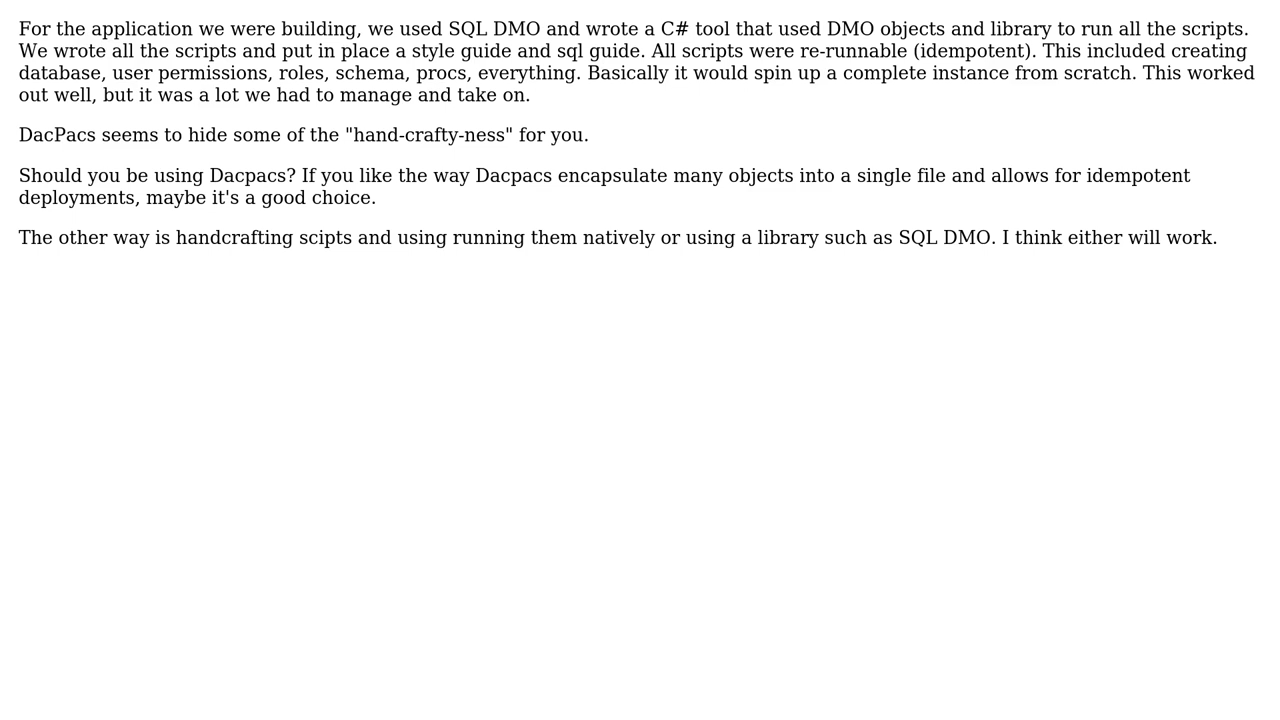 For the application we were building, we used SQL DMO and wrote a C# tool that used DMO objects and library to run all the scripts.
We wrote all the scripts and put in place a style guide and sql guide. All scripts were re-runnable (idempotent). This included creating
database, user permissions, roles, schema, procs, everything. Basically it would spin up a complete instance from scratch. This worked
out well, but it was a lot we had to manage and take on.
DacPacs seems to hide some of the "hand-crafty-ness" for you.
Should you be using Dacpacs? If you like the way Dacpacs encapsulate many objects into a single file and allows for idempotent
deployments, maybe it's a good choice.
The other way is handcrafting scipts and using running them natively or using a library such as SQL DMO. I think either will work.